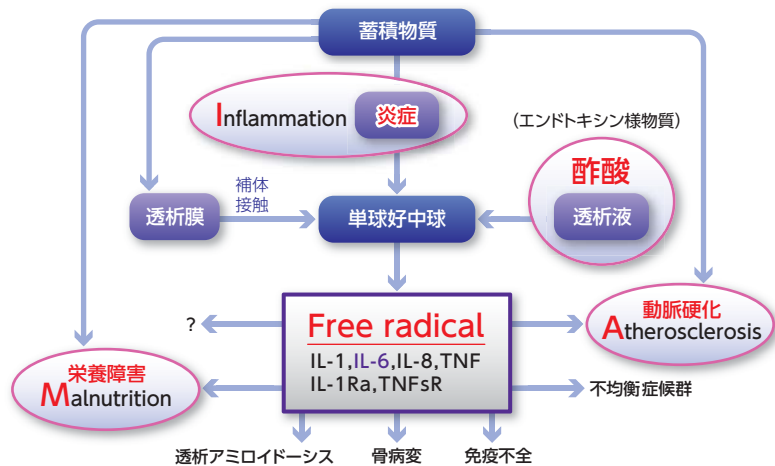 蓄積物質
Inflammation
炎症
(エンドトキシン様物質)
酢酸
透析液
補体
接触
透析膜
単球好中球
Free radical
IL-1,IL-6,IL-8,TNF
IL-1Ra,TNFsR
?
動脈硬化
Atherosclerosis
栄養障害
Malnutrition
不均衡症候群
透析アミロイドーシス
骨病変
免疫不全